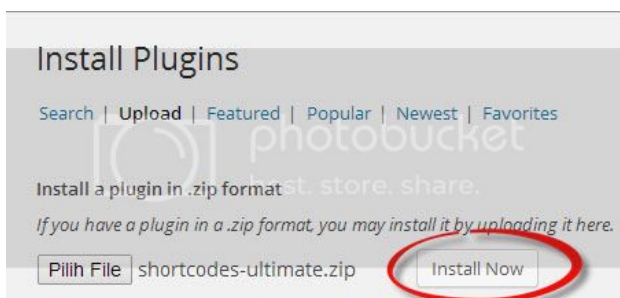 Install Plugins
Search | Upload | Featured | Popular | Newest | Favorites
photobucket
best. store. share.
Install a plugin in .zip format
If you have a plugin in a .zip format, you may install it by uploading it here.
Pilih File shortcodes-ultimate.zip Install Now